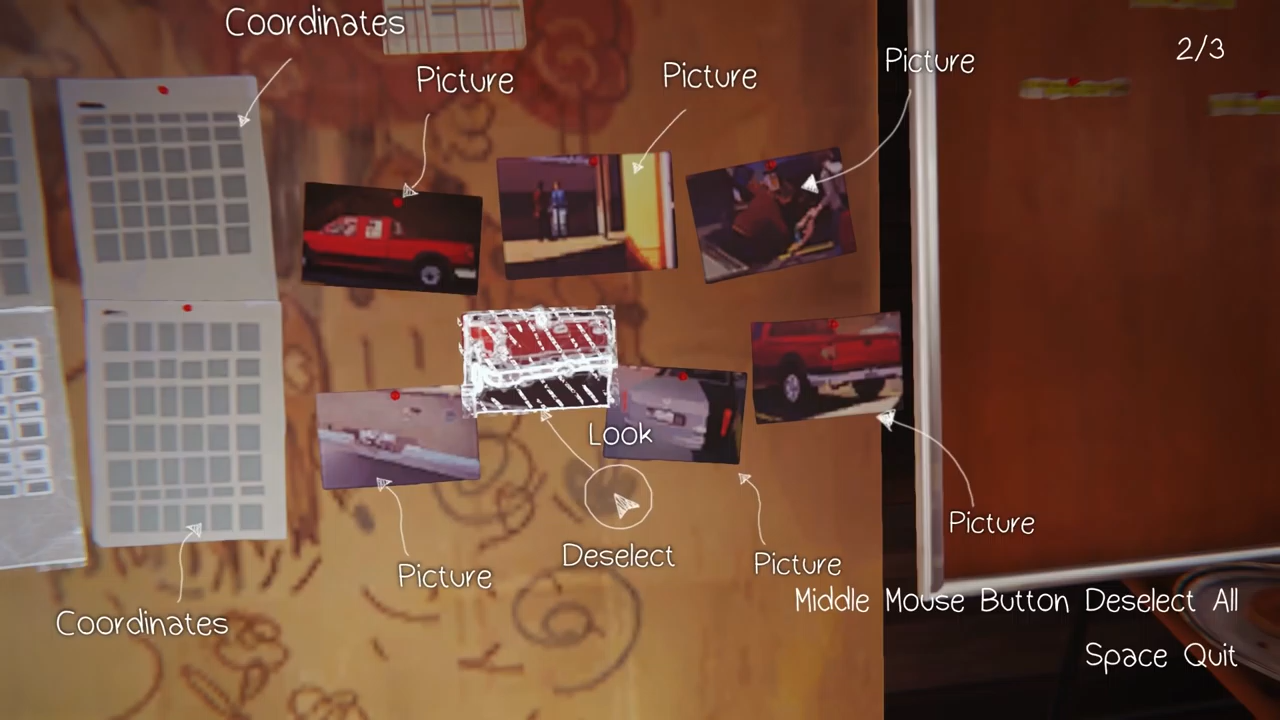 Coordinates
Picture
Picture
Picture
2/3
Look
Deselect
Picture
Picture
Picture
Coordinates
Middle Mouse Button Deselect All
Space Quit